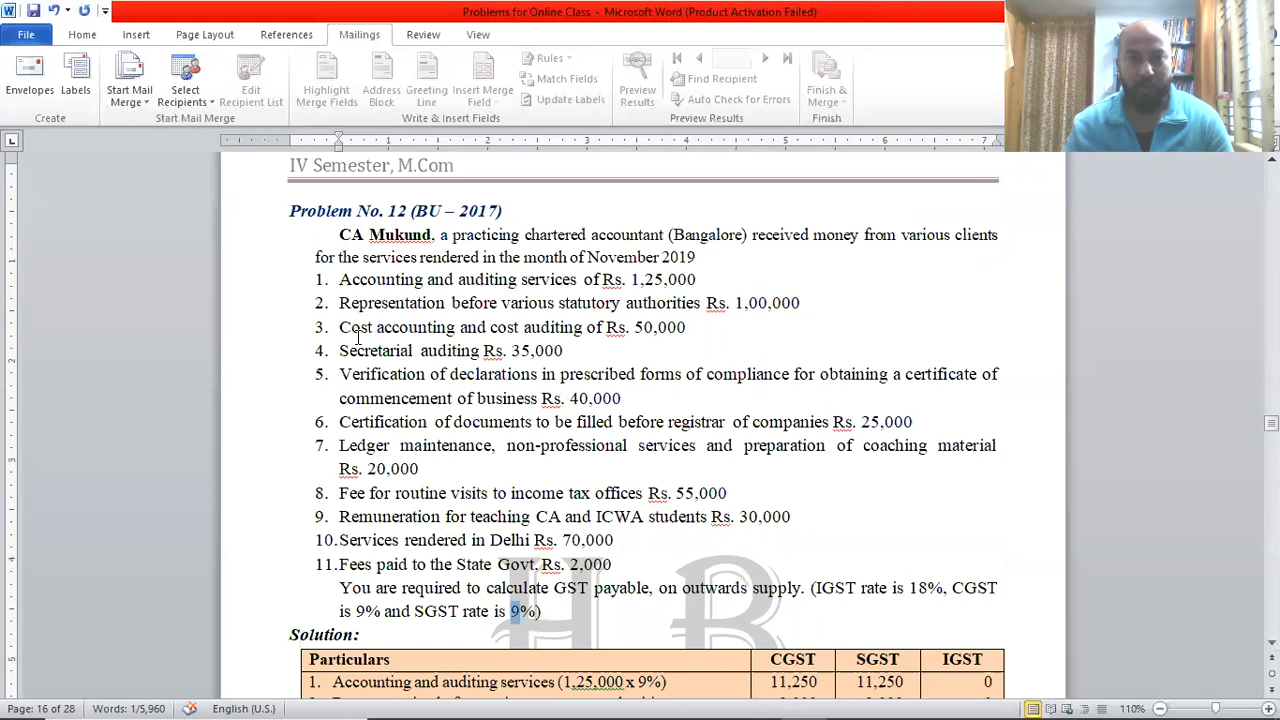 Problems for Online Class - Microsoft Word (Product Activation Failed)
File Home Insert Page Layout References Mailings Review View
Envelopes Labels Start Mail Merge Select Recipients Edit Recipient List Highlight Merge Fields Address Block Greeting Line Insert Merge Field Rules Match Fields Update Labels Preview Results Find Recipient Auto Check for Errors Finish & Merge
Create Start Mail Merge Write & Insert Fields Preview Results Finish
1 2 3 4 5 6 7
IV Semester, M.Com
Problem No. 12 (BU – 2017)
CA Mukund, a practicing chartered accountant (Bangalore) received money from various clients
for the services rendered in the month of November 2019
1. Accounting and auditing services of Rs. 1,25,000
2. Representation before various statutory authorities Rs. 1,00,000
3. Cost accounting and cost auditing of Rs. 50,000
4. Secretarial auditing Rs. 35,000
5. Verification of declarations in prescribed forms of compliance for obtaining a certificate of
commencement of business Rs. 40,000
6. Certification of documents to be filled before registrar of companies Rs. 25,000
7. Ledger maintenance, non-professional services and preparation of coaching material
Rs. 20,000
8. Fee for routine visits to income tax offices Rs. 55,000
9. Remuneration for teaching CA and ICWA students Rs. 30,000
10. Services rendered in Delhi Rs. 70,000
11. Fees paid to the State Govt. Rs. 2,000
You are required to calculate GST payable, on outwards supply. (IGST rate is 18%, CGST
is 9% and SGST rate is 9%)
Solution:
Particulars CGST SGST IGST
1. Accounting and auditing services (1,25,000 x 9%) 11,250 11,250 0
Page: 16 of 28 Words: 1/5,960 English (U.S.) 110%